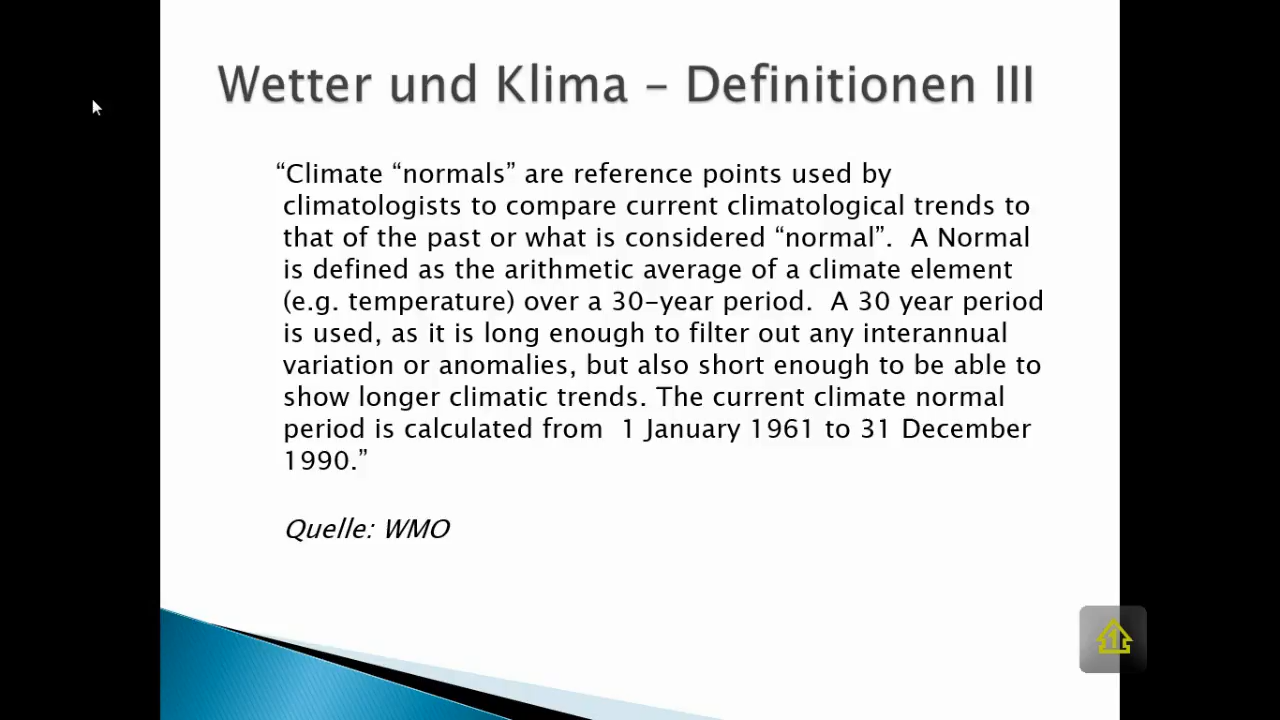 Wetter und Klima – Definitionen III
“Climate “normals” are reference points used by
climatologists to compare current climatological trends to
that of the past or what is considered “normal”.  A Normal
is defined as the arithmetic average of a climate element
(e.g. temperature) over a 30-year period.  A 30 year period
is used, as it is long enough to filter out any interannual
variation or anomalies, but also short enough to be able to
show longer climatic trends. The current climate normal
period is calculated from  1 January 1961 to 31 December
1990.”
Quelle: WMO
1